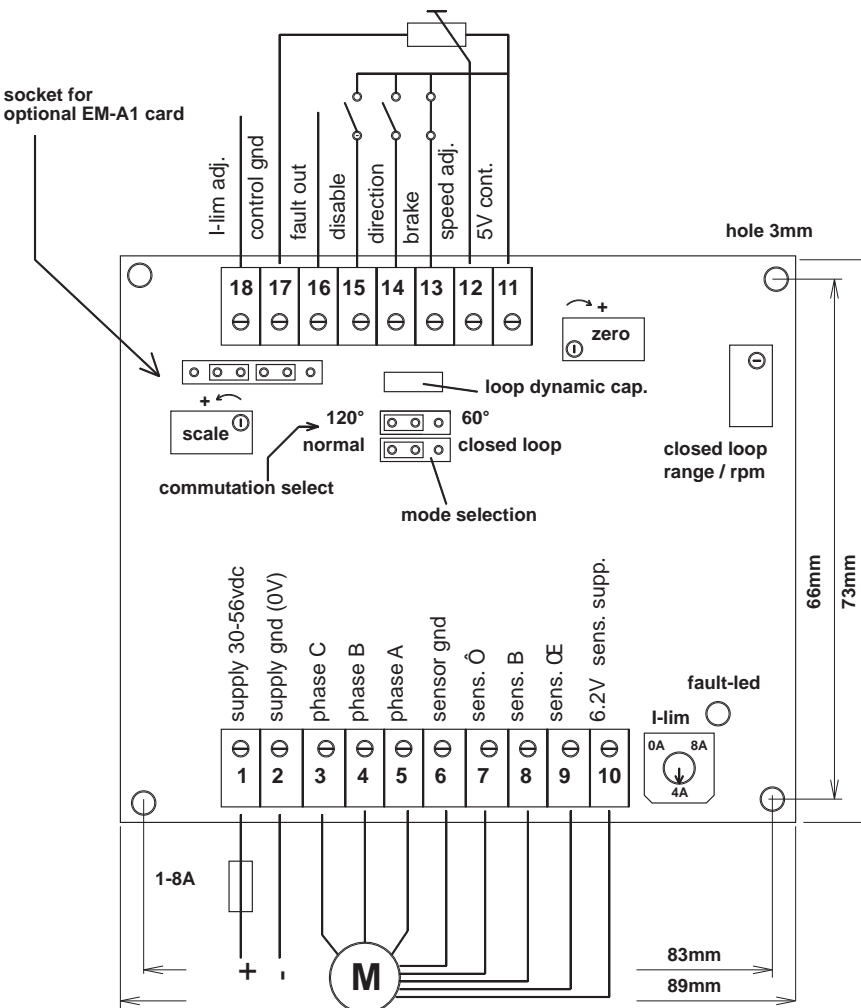 socket for
optional EM-A1 card
I-lim adj.
control gnd
fault out
disable
direction
brake
speed adj.
5V cont.
hole 3mm
18 17 16 15 14 13 12 11
+
zero
loop dynamic cap.
+
scale
120° 60°
normal closed loop
closed loop
range / rpm
commutation select
mode selection
66mm
73mm
supply 30-56vdc
supply gnd (0V)
phase C
phase B
phase A
sensor gnd
sens. Ô
sens. B
sens. Œ
6.2V sens. supp.
fault-led
I-lim
0A 8A
4A
1 2 3 4 5 6 7 8 9 10
1-8A
+ -
M
83mm
89mm